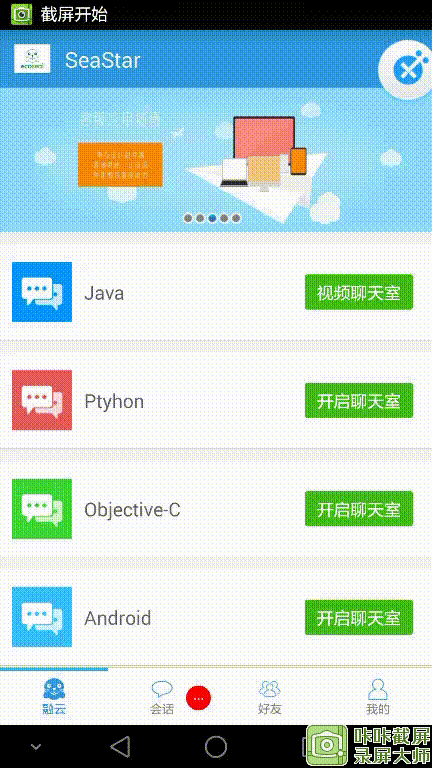 截屏开始
SeaStar
Java
视频聊天室
Ptyhon
开启聊天室
Objective-C
开启聊天室
Android
开启聊天室
融云
会话
好友
我的
咔咔截屏
录屏大师